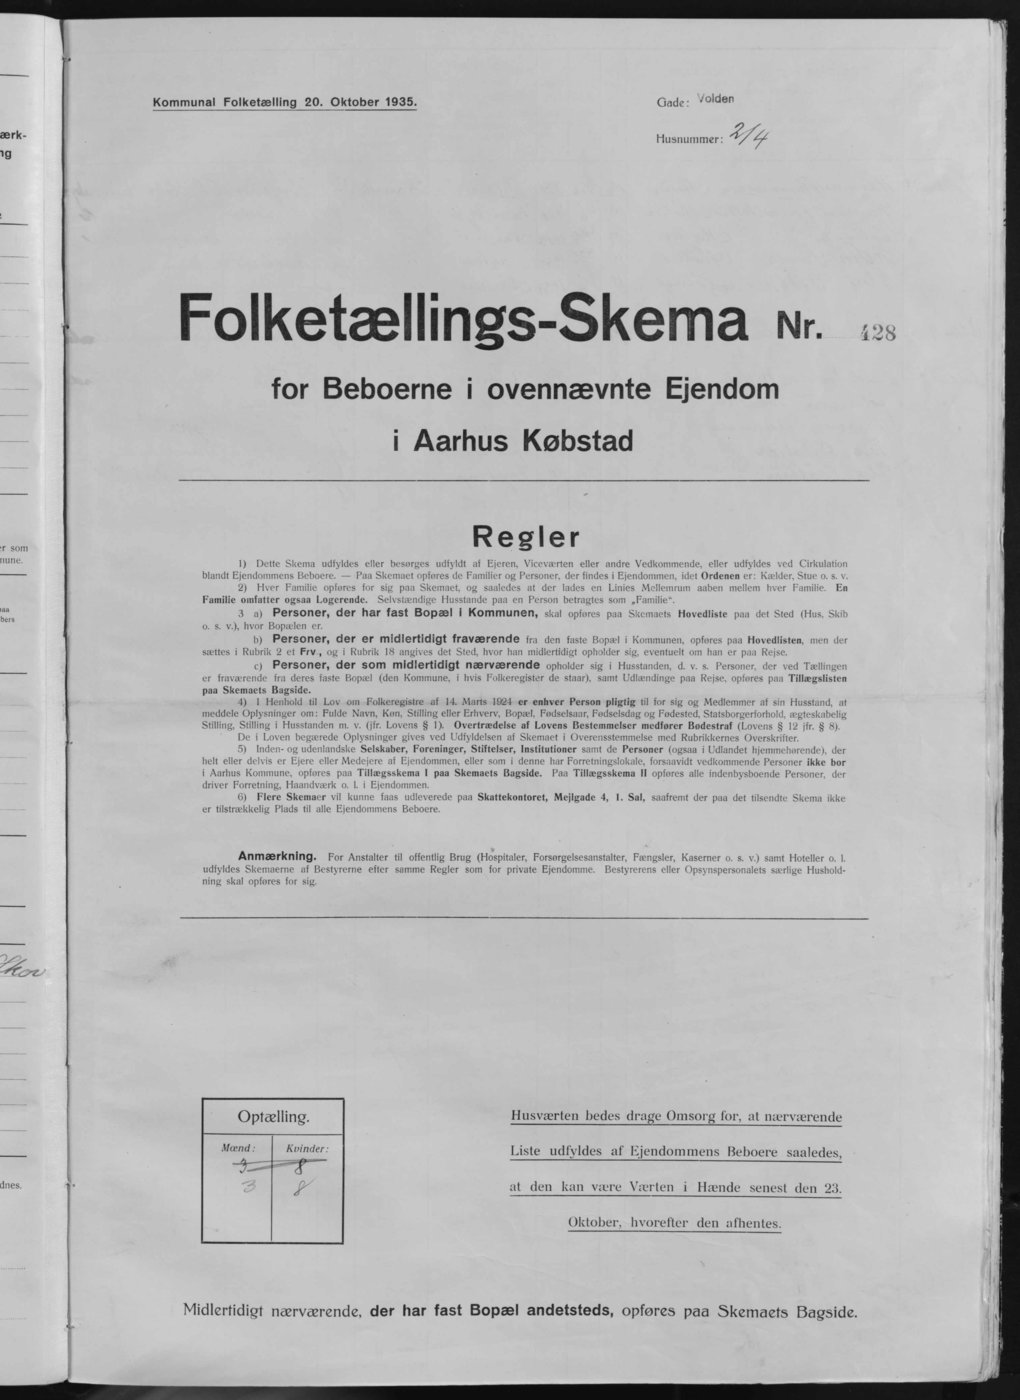 ærk-
ng
er som
mune.
paa
bers
Skov
dnes.
Kommunal Folketælling 20. Oktober 1935.
Gade: Volden
Husnummer: 2/4
Folketællings-Skema Nr. 428
for Beboerne i ovennævnte Ejendom
i Aarhus Købstad
Regler
1) Dette Skema udfyldes eller besørges udfyldt af Ejeren, Viceværten eller andre Vedkommende, eller udfyldes ved Cirkulation
blandt Ejendommens Beboere. — Paa Skemaet opføres de Familier og Personer, der findes i Ejendommen, idet Ordenen er: Kælder, Stue o. s. v.
2) Hver Familie opføres for sig paa Skemaet, og saaledes at der lades en Linies Mellemrum aaben mellem hver Familie. En
Familie omfatter ogsaa Logerende. Selvstændige Husstande paa en Person betragtes som „Familie“.
3 a) Personer, der har fast Bopæl i Kommunen, skal opføres paa Skemaets Hovedliste paa det Sted (Hus, Skib
o. s. v.), hvor Bopælen er.
b) Personer, der er midlertidigt fraværende fra den faste Bopæl i Kommunen, opføres paa Hovedlisten, men der
sættes i Rubrik 2 et Frv., og i Rubrik 18 angives det Sted, hvor han midlertidigt opholder sig, eventuelt om han er paa Rejse.
c) Personer, der som midlertidigt nærværende opholder sig i Husstanden, d. v. s. Personer, der ved Tællingen
er fraværende fra deres faste Bopæl (den Kommune, i hvis Folkeregister de staar), samt Udlændinge paa Rejse, opføres paa Tillægslisten
paa Skemaets Bagside.
4) I Henhold til Lov om Folkeregistre af 14. Marts 1924 er enhver Person pligtig til for sig og Medlemmer af sin Husstand, at
meddele Oplysninger om: Fulde Navn, Køn, Stilling eller Erhverv, Bopæl, Fødselsaar, Fødselsdag og Fødested, Statsborgerforhold, ægteskabelig
Stilling, Stilling i Husstanden m. v. (jfr. Lovens § 1). Overtrædelse af Lovens Bestemmelser medfører Bødestraf (Lovens § 12 jfr. § 8).
De i Loven begærede Oplysninger gives ved Udfyldelsen af Skemaet i Overensstemmelse med Rubrikkernes Overskrifter.
5) Inden- og udenlandske Selskaber, Foreninger, Stiftelser, Institutioner samt de Personer (ogsaa i Udlandet hjemmehørende), der
helt eller delvis er Ejere eller Medejere af Ejendommen, eller som i denne har Forretningslokale, forsaavidt vedkommende Personer ikke bor
i Aarhus Kommune, opføres paa Tillægsskema I paa Skemaets Bagside. Paa Tillægsskema II opføres alle indenbysboende Personer, der
driver Forretning, Haandværk o. l. i Ejendommen.
6) Flere Skemaer vil kunne faas udleverede paa Skattekontoret, Mejlgade 4, 1. Sal, saafremt der paa det tilsendte Skema ikke
er tilstrækkelig Plads til alle Ejendommens Beboere.
Anmærkning. For Anstalter til offentlig Brug (Hospitaler, Forsørgelsesanstalter, Fængsler, Kaserner o. s. v.) samt Hoteller o. l.
udfyldes Skemaerne af Bestyrerne efter samme Regler som for private Ejendomme. Bestyrerens eller Opsynspersonalets særlige Hushold-
ning skal opføres for sig.
Optælling.
Mænd: Kvinder:
3 8
3 8
Husværten bedes drage Omsorg for, at nærværende
Liste udfyldes af Ejendommens Beboere saaledes,
at den kan være Værten i Hænde senest den 23.
Oktober, hvorefter den afhentes.
Midlertidigt nærværende, der har fast Bopæl andetsteds, opføres paa Skemaets Bagside.